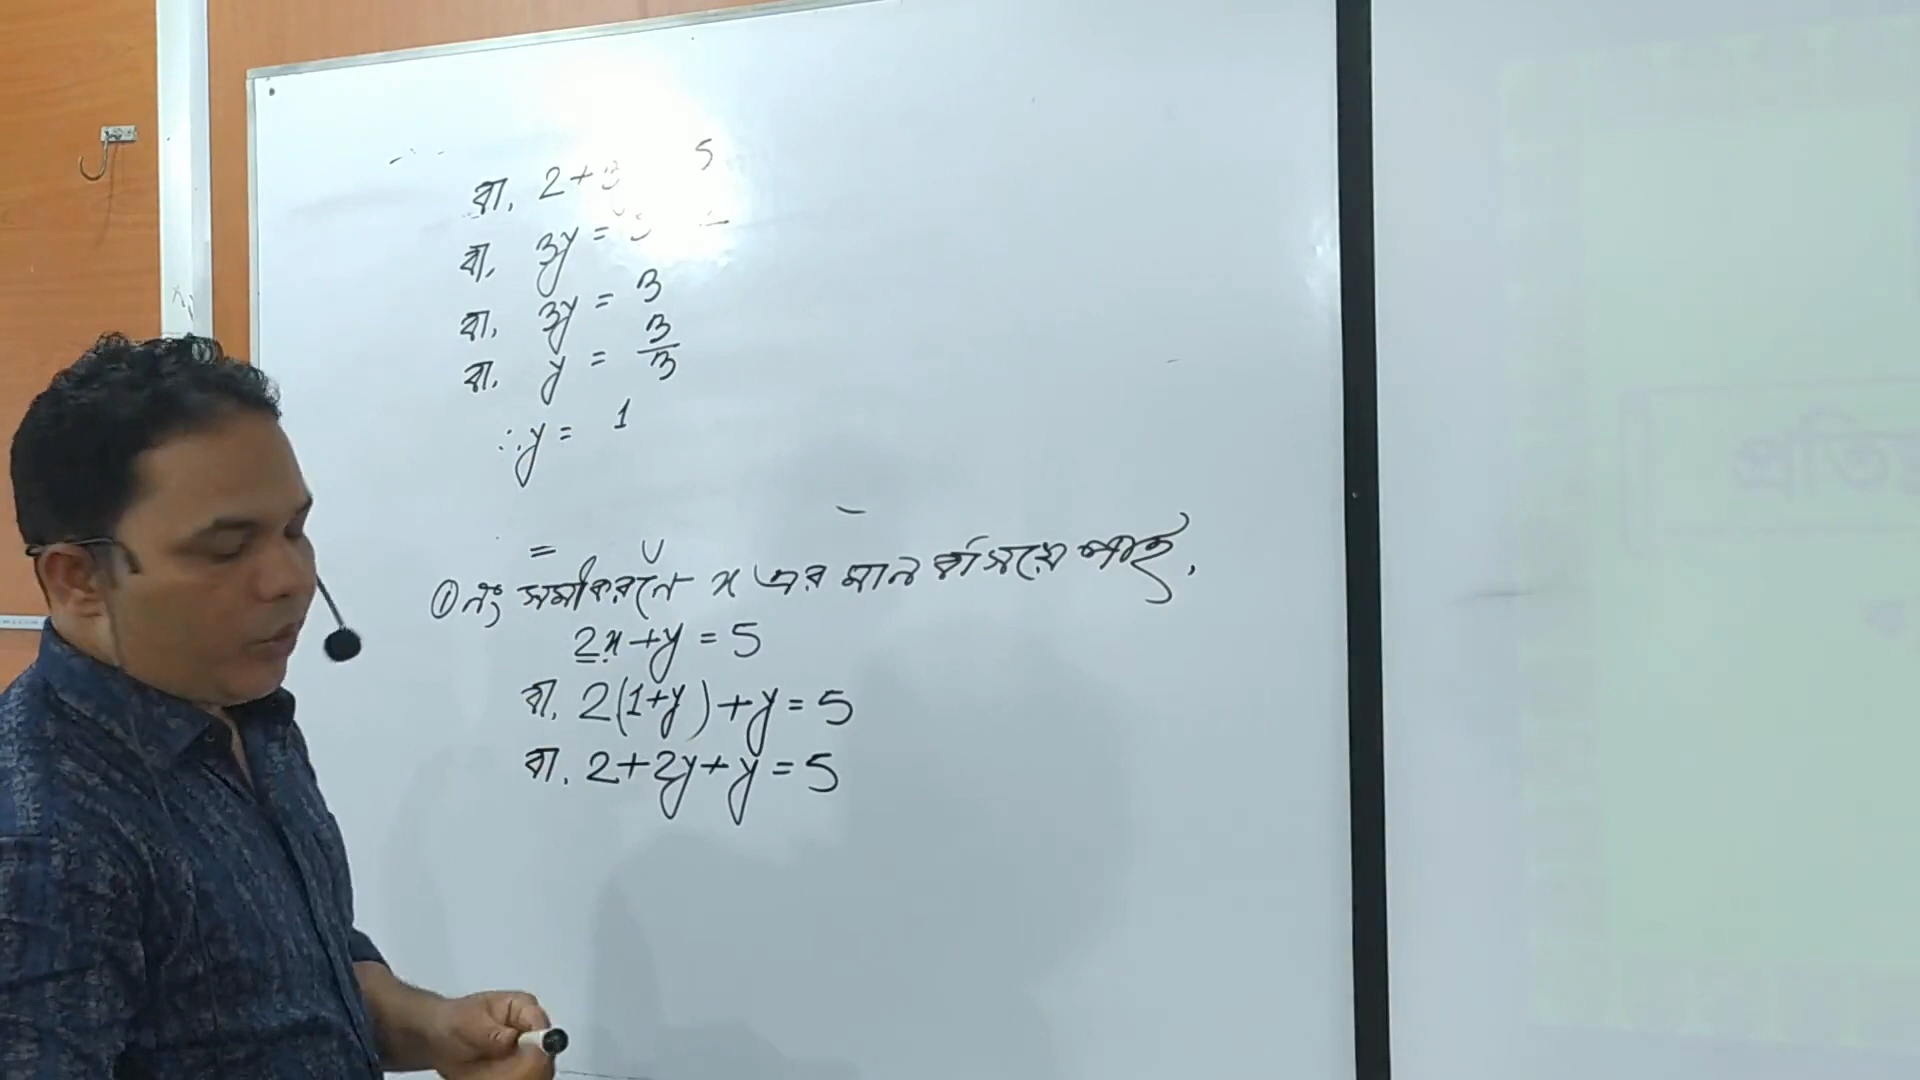 বা, 2+3 5
বা, 3y =
বা, 3y = 3
বা, y = 3/3
∴ y = 1
=
① নং সমীকরণে x এর মান বসিয়ে পাই,
2x+y = 5
বা, 2(1+y)+y = 5
বা, 2+2y+y = 5